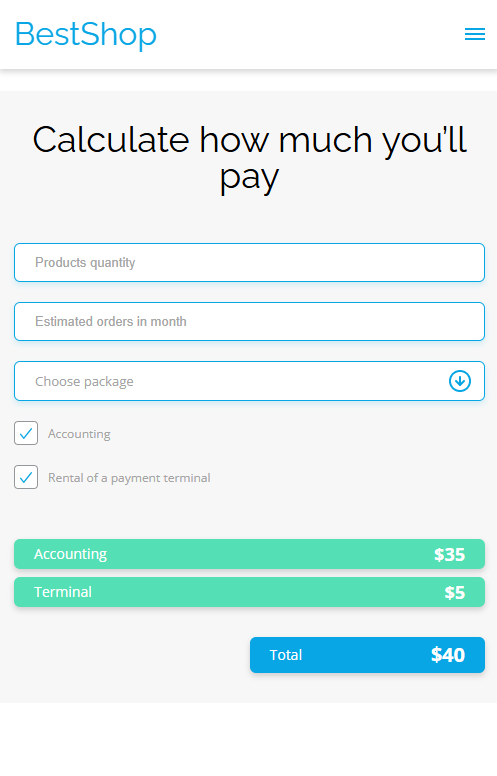 BestShop
Calculate how much you’ll
pay
Products quantity
Estimated orders in month
Choose package
Accounting
Rental of a payment terminal
Accounting $35
Terminal $5
Total $40